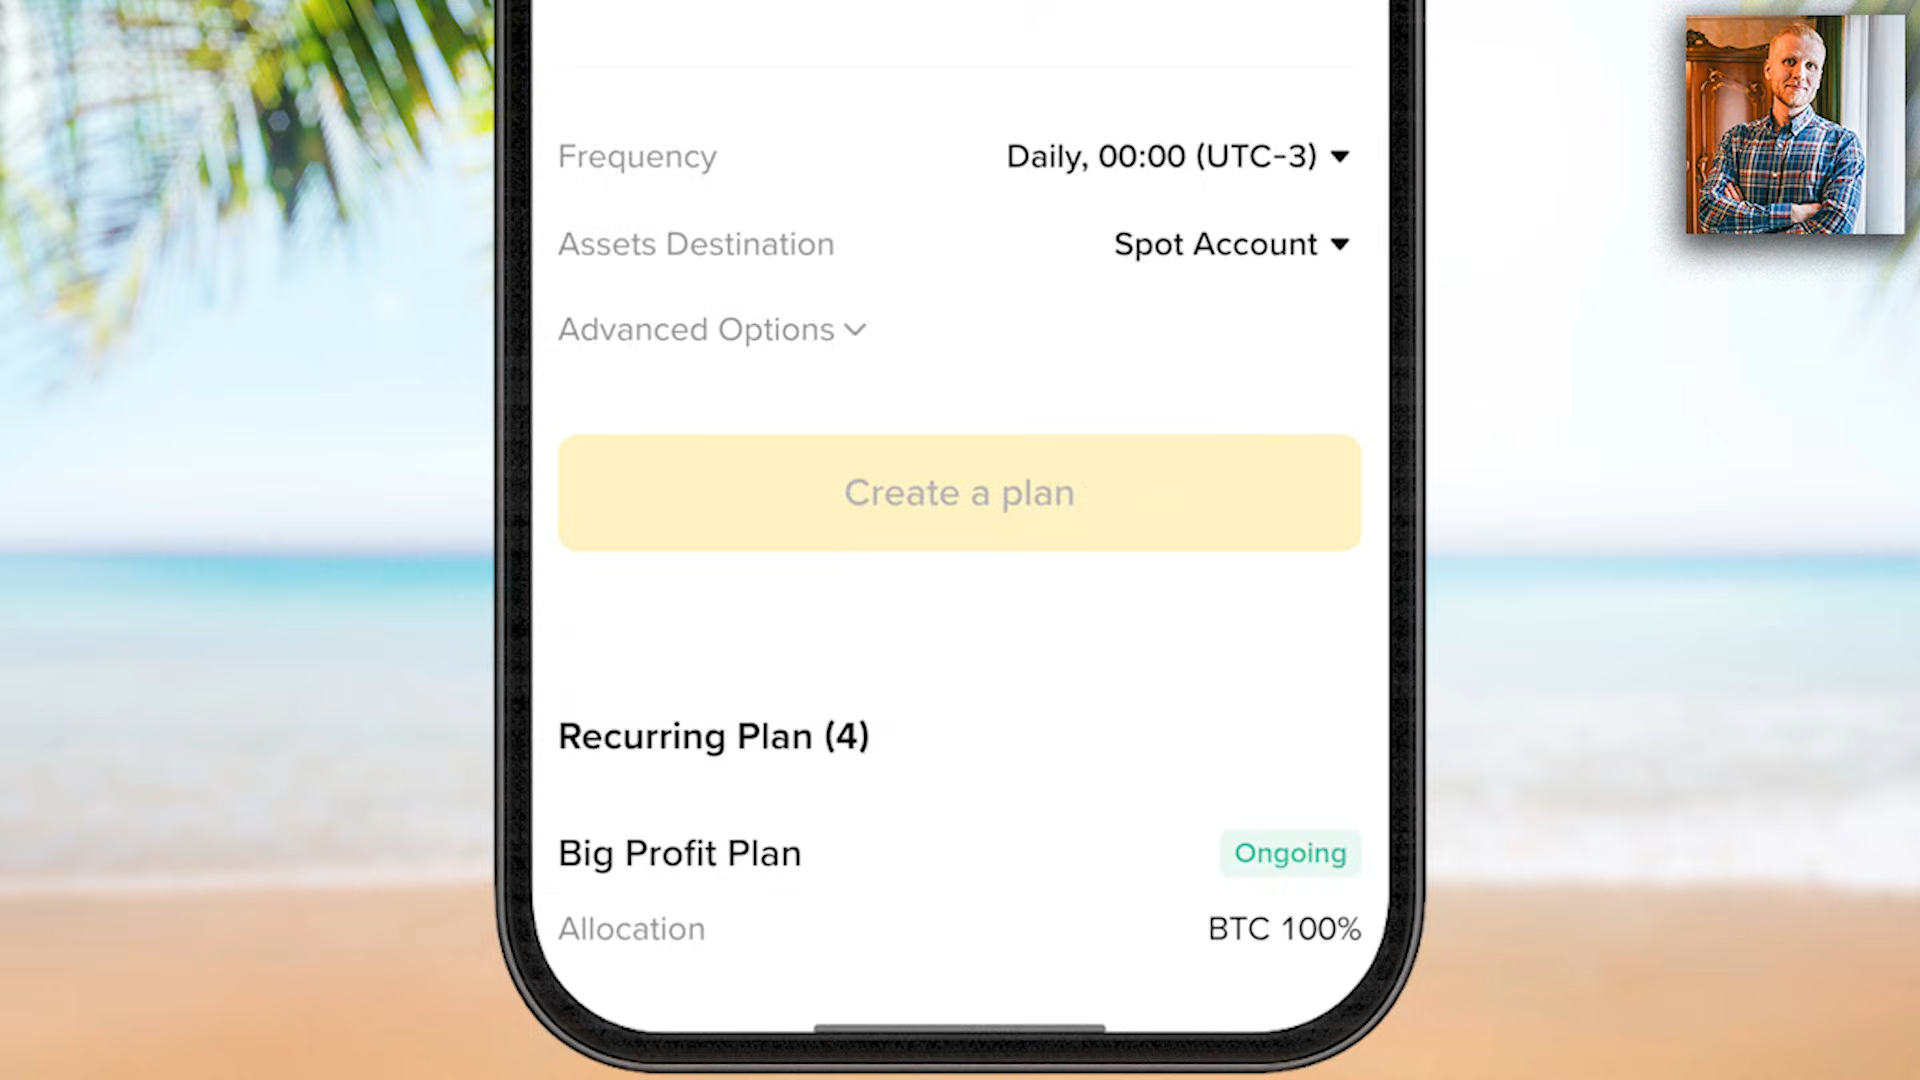 Frequency Daily, 00:00 (UTC-3)
Assets Destination Spot Account
Advanced Options
Create a plan
Recurring Plan (4)
Big Profit Plan Ongoing
Allocation BTC 100%